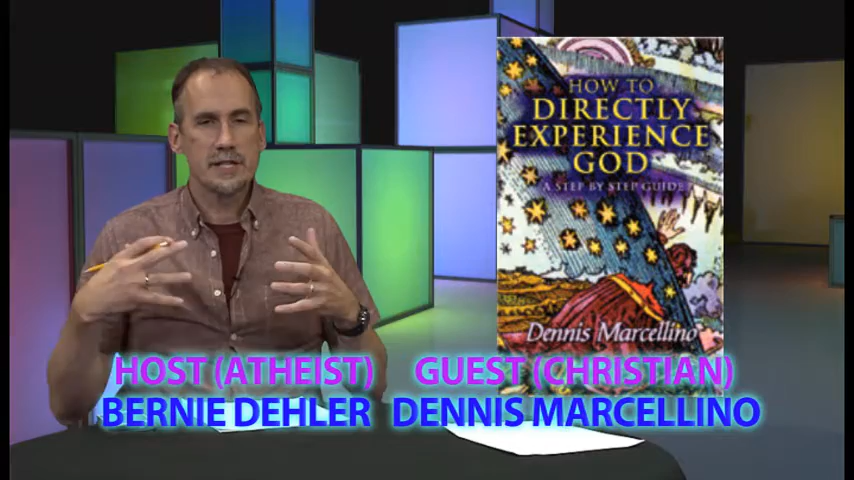 HOW TO
DIRECTLY
EXPERIENCE
GOD
A STEP BY STEP GUIDE
Dennis Marcellino
HOST (ATHEIST) GUEST (CHRISTIAN)
BERNIE DEHLER DENNIS MARCELLINO